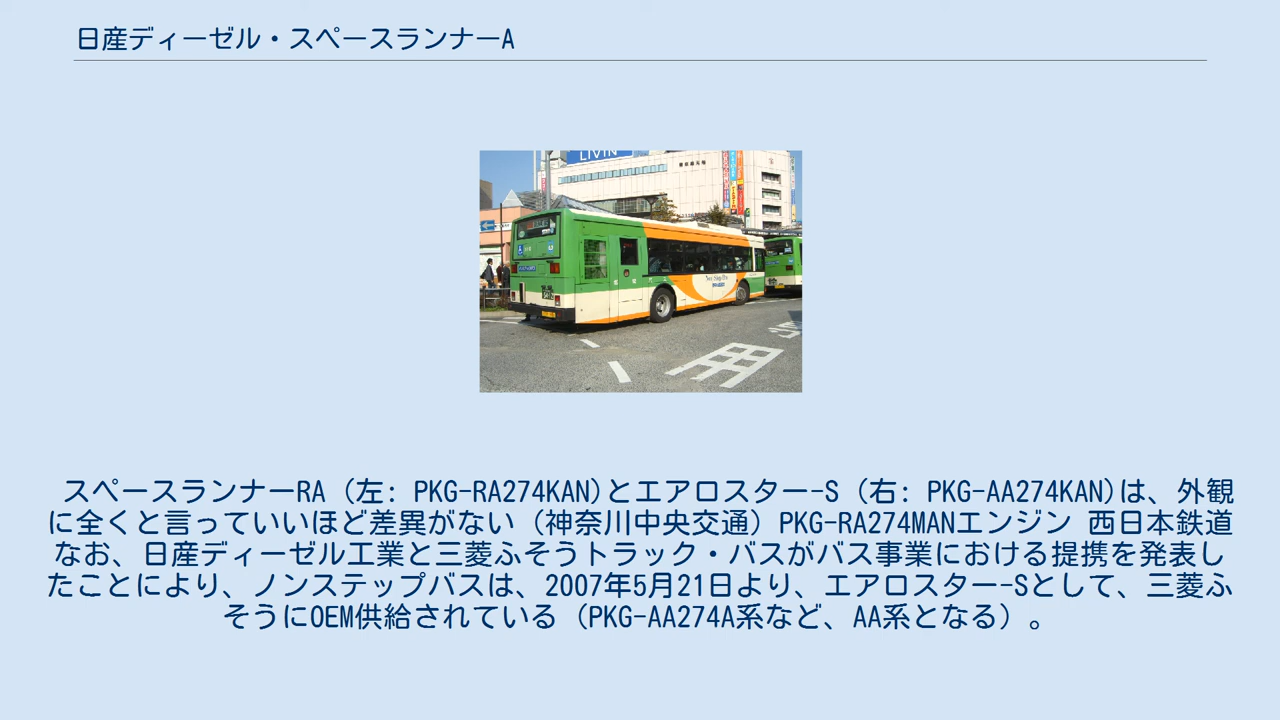 日産ディーゼル・スペースランナーA
LIVIN
用
スペースランナーRA（左: PKG-RA274KAN)とエアロスター-S（右: PKG-AA274KAN)は、外観
に全くと言っていいほど差異がない（神奈川中央交通）PKG-RA274MANエンジン 西日本鉄道
なお、日産ディーゼル工業と三菱ふそうトラック・バスがバス事業における提携を発表し
たことにより、ノンステップバスは、2007年5月21日より、エアロスター-Sとして、三菱ふ
そうにOEM供給されている（PKG-AA274A系など、AA系となる）。